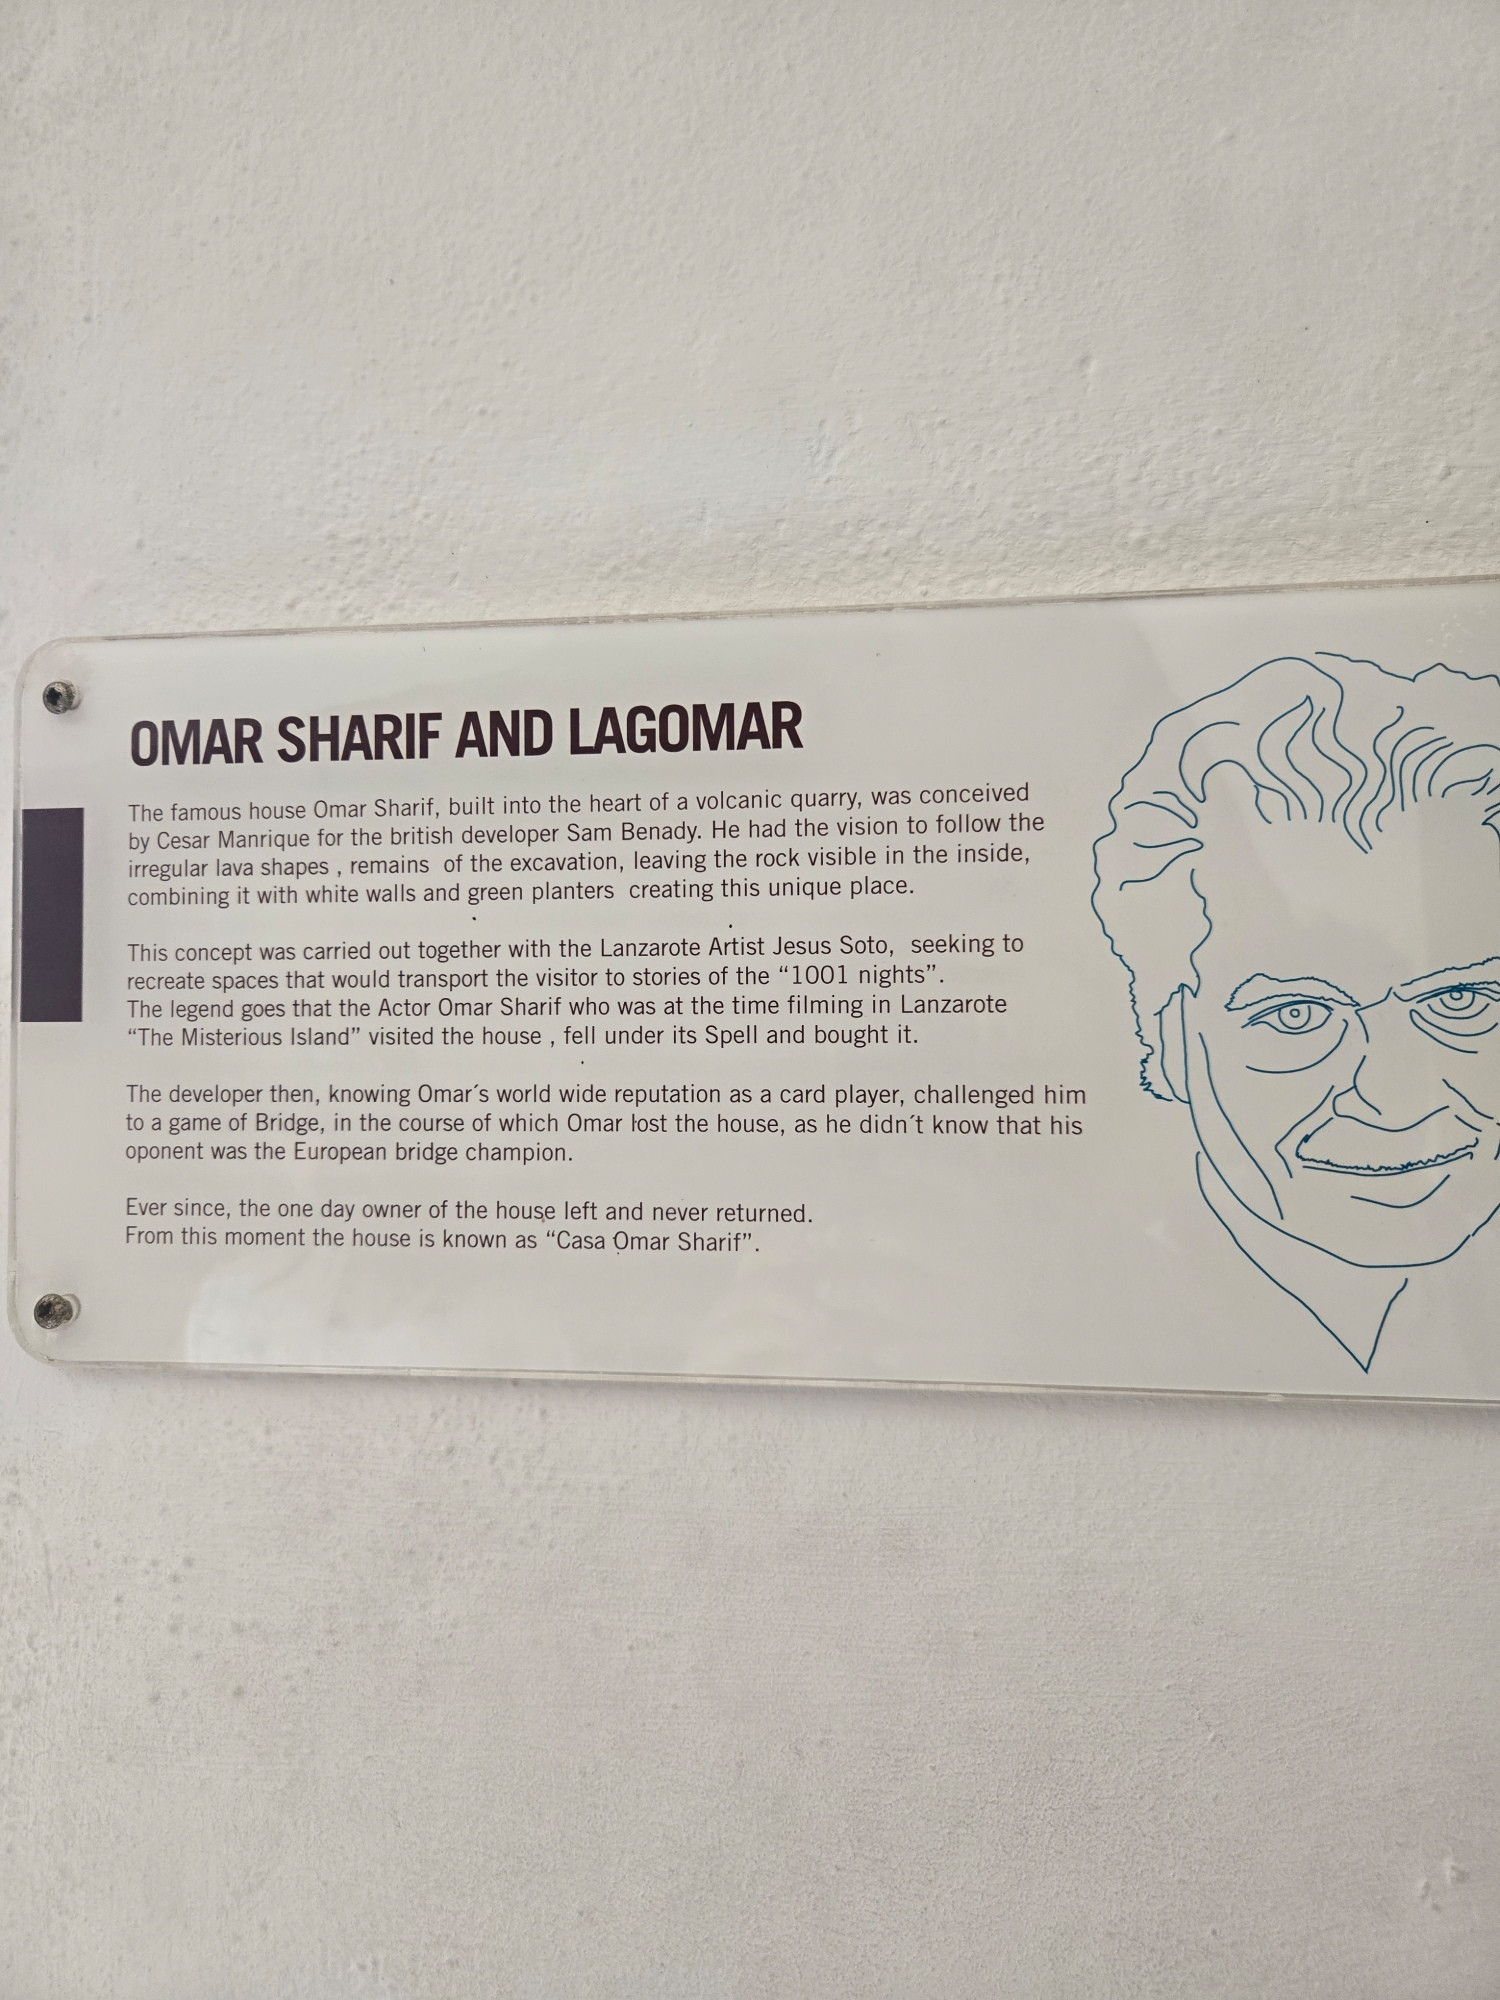 OMAR SHARIF AND LAGOMAR
The famous house Omar Sharif, built into the heart of a volcanic quarry, was conceived
by Cesar Manrique for the british developer Sam Benady. He had the vision to follow the
irregular lava shapes , remains  of the excavation, leaving the rock visible in the inside,
combining it with white walls and green planters  creating this unique place.
This concept was carried out together with the Lanzarote Artist Jesus Soto,  seeking to
recreate spaces that would transport the visitor to stories of the “1001 nights”.
The legend goes that the Actor Omar Sharif who was at the time filming in Lanzarote
“The Misterious Island” visited the house , fell under its Spell and bought it.
The developer then, knowing Omar´s world wide reputation as a card player, challenged him
to a game of Bridge, in the course of which Omar lost the house, as he didn´t know that his
oponent was the European bridge champion.
Ever since, the one day owner of the house left and never returned.
From this moment the house is known as “Casa Omar Sharif”.